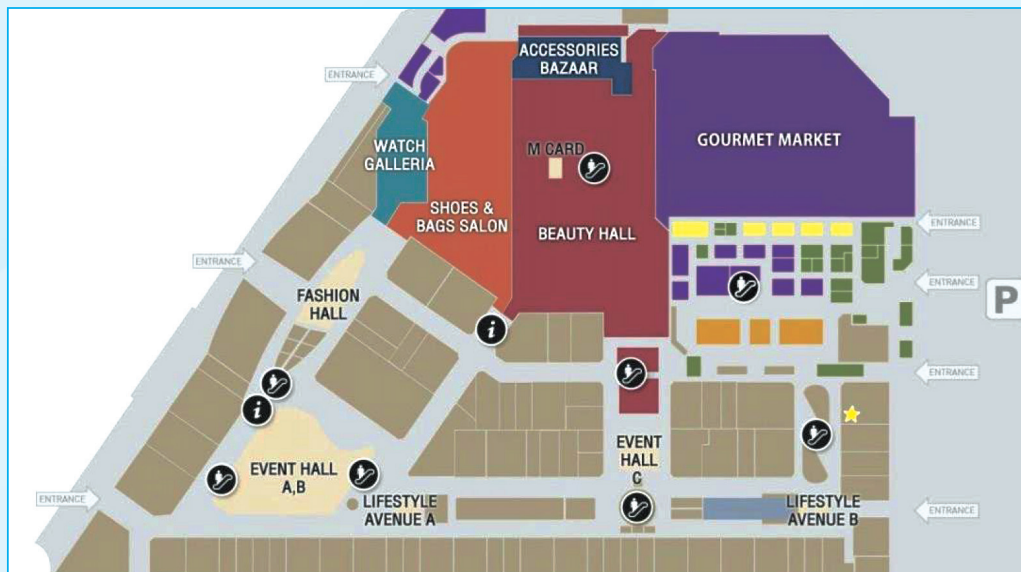 ENTRANCE
ACCESSORIES
BAZAAR
GOURMET MARKET
WATCH
GALLERIA
M CARD
SHOES &
BAGS SALON
BEAUTY HALL
ENTRANCE
ENTRANCE
ENTRANCE
FASHION
HALL
P
i
ENTRANCE
i
EVENT HALL
A,B
EVENT
HALL
C
ENTRANCE
LIFESTYLE
AVENUE A
LIFESTYLE
AVENUE B
ENTRANCE